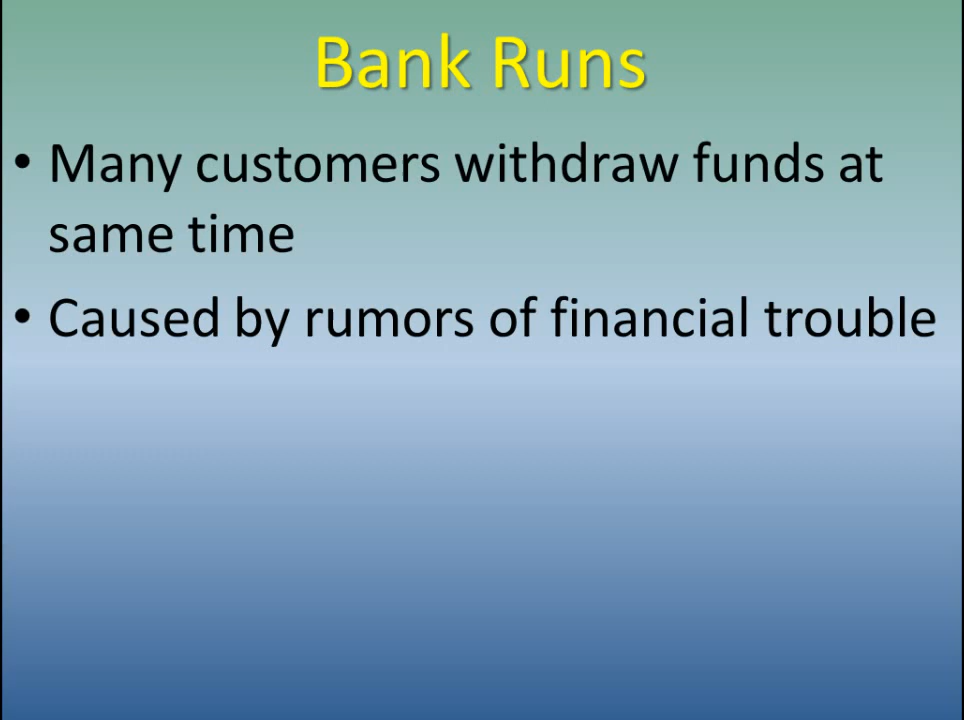 Bank Runs
• Many customers withdraw funds at
same time
• Caused by rumors of financial trouble